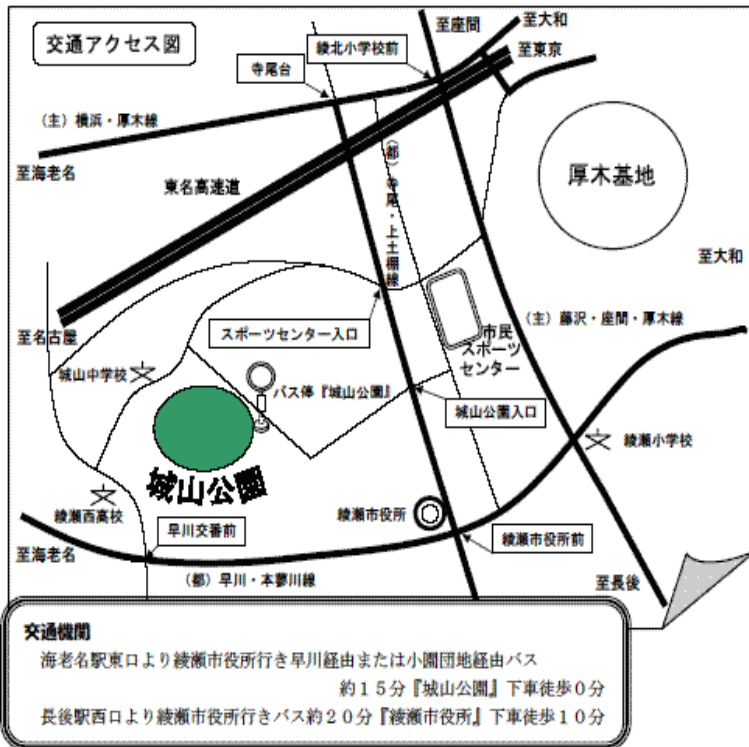 交通アクセス図
至座間
至大和
綾北小学校前
至東京
寺尾台
(主)横浜・厚木線
至海老名
東名高速道
(都)寺尾・上土棚線
厚木基地
至大和
至名古屋
スポーツセンター入口
市民
スポーツ
センター
(主)藤沢・座間・厚木線
城山中学校
バス停『城山公園』
城山公園入口
綾瀬小学校
城山公園
綾瀬西高校
綾瀬市役所
早川交番前
綾瀬市役所前
至海老名
(都)早川・本蓼川線
至長後
交通機関
海老名駅東口より綾瀬市役所行き早川経由または小園団地経由バス
約15分『城山公園』下車徒歩0分
長後駅西口より綾瀬市役所行きバス約20分『綾瀬市役所』下車徒歩10分